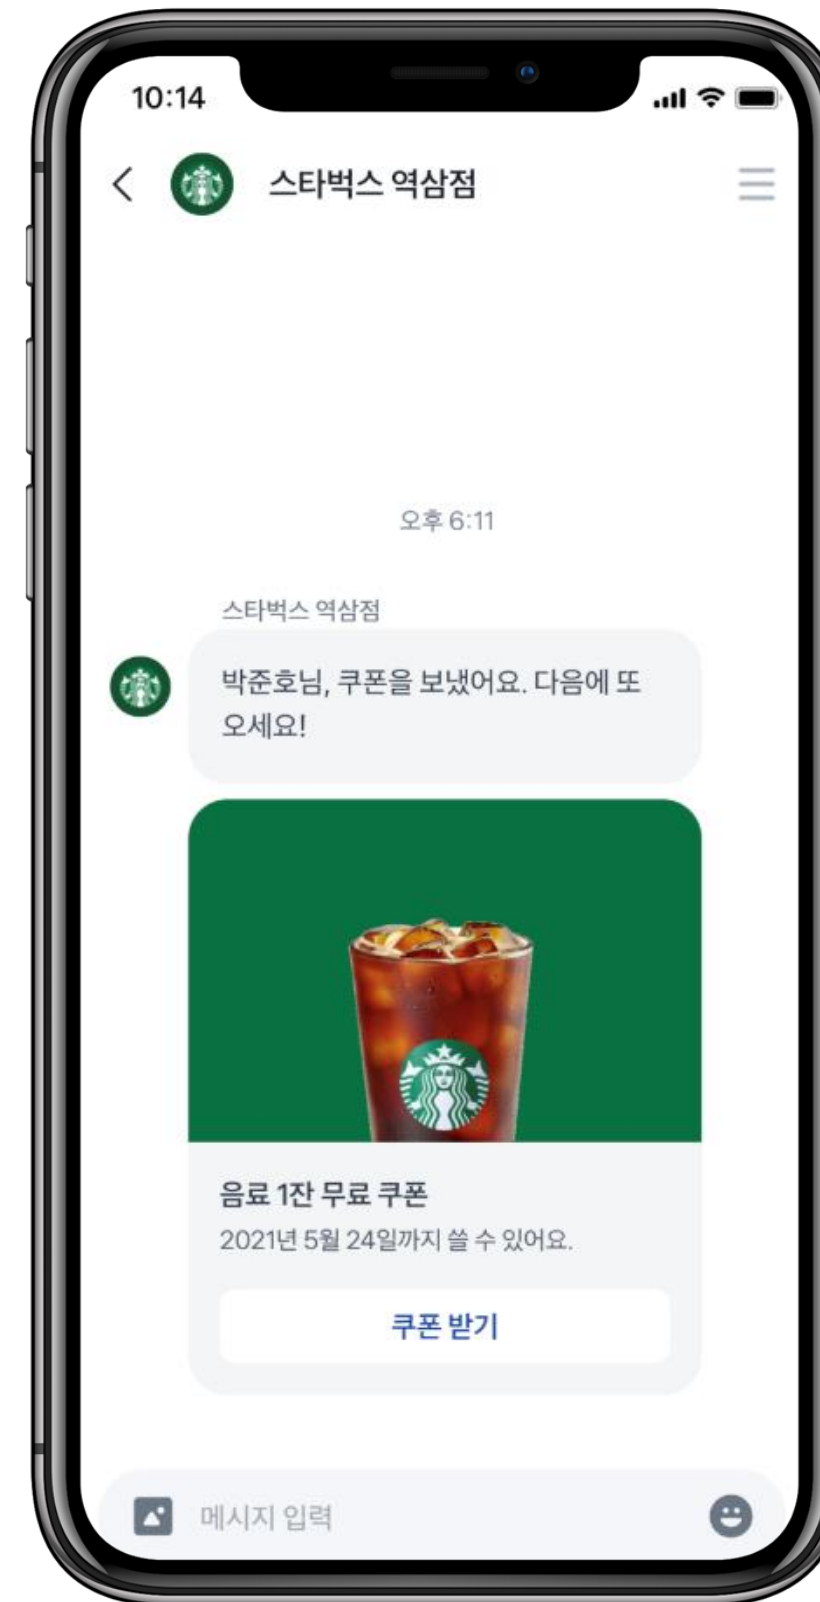 10:14
스타벅스 역삼점
오후 6:11
스타벅스 역삼점
박준호님, 쿠폰을 보냈어요. 다음에 또
오세요!
음료 1잔 무료 쿠폰
2021년 5월 24일까지 쓸 수 있어요.
쿠폰 받기
메시지 입력